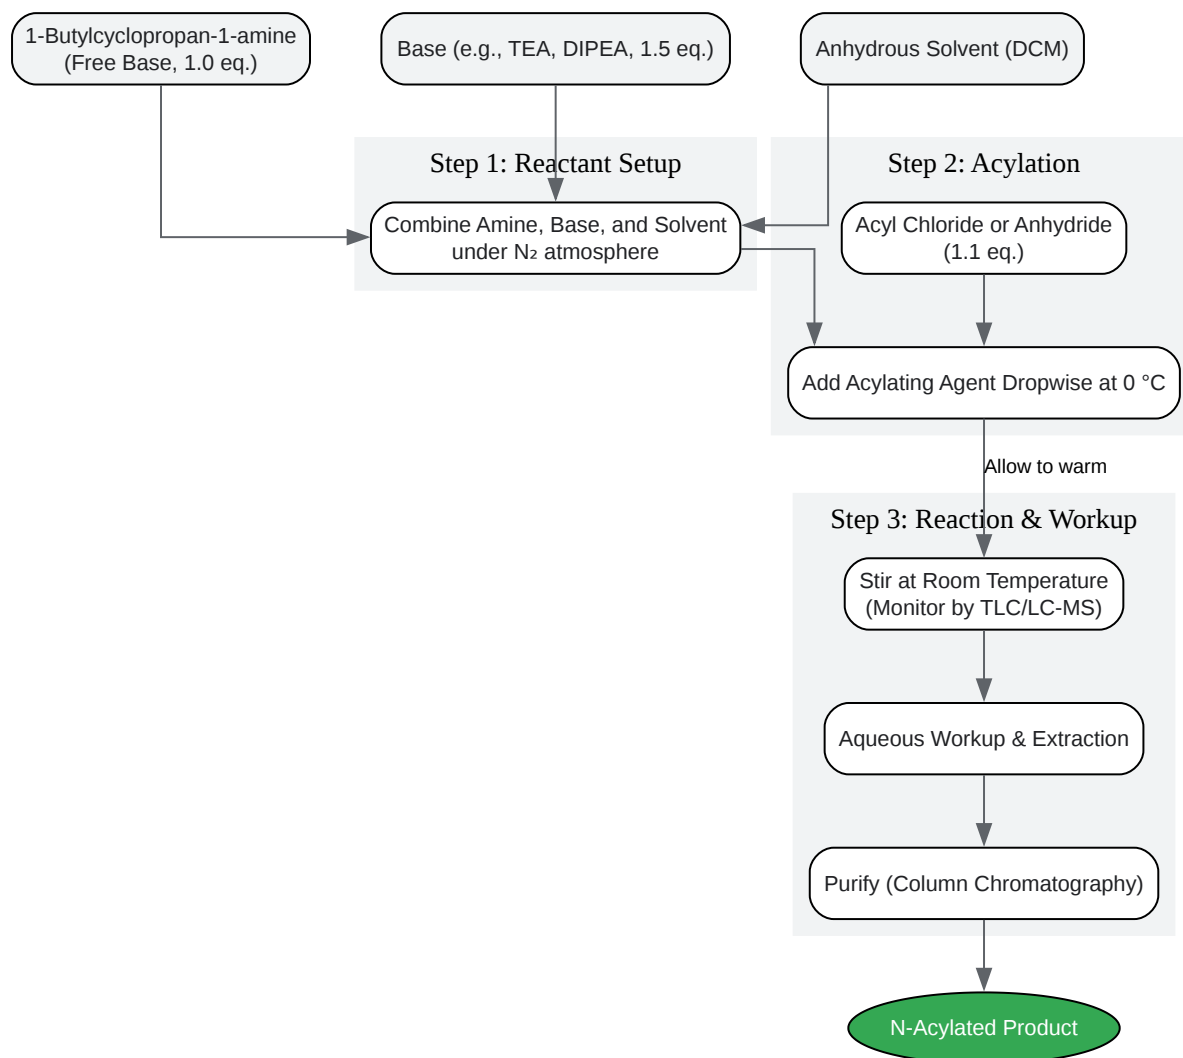 1-Butylcyclopropan-1-amine
(Free Base, 1.0 eq.)
Base (e.g., TEA, DIPEA, 1.5 eq.)
Anhydrous Solvent (DCM)
Step 1: Reactant Setup
Combine Amine, Base, and Solvent
under N₂ atmosphere
Step 2: Acylation
Acyl Chloride or Anhydride
(1.1 eq.)
Add Acylating Agent Dropwise at 0 °C
Allow to warm
Step 3: Reaction & Workup
Stir at Room Temperature
(Monitor by TLC/LC-MS)
Aqueous Workup & Extraction
Purify (Column Chromatography)
N-Acylated Product